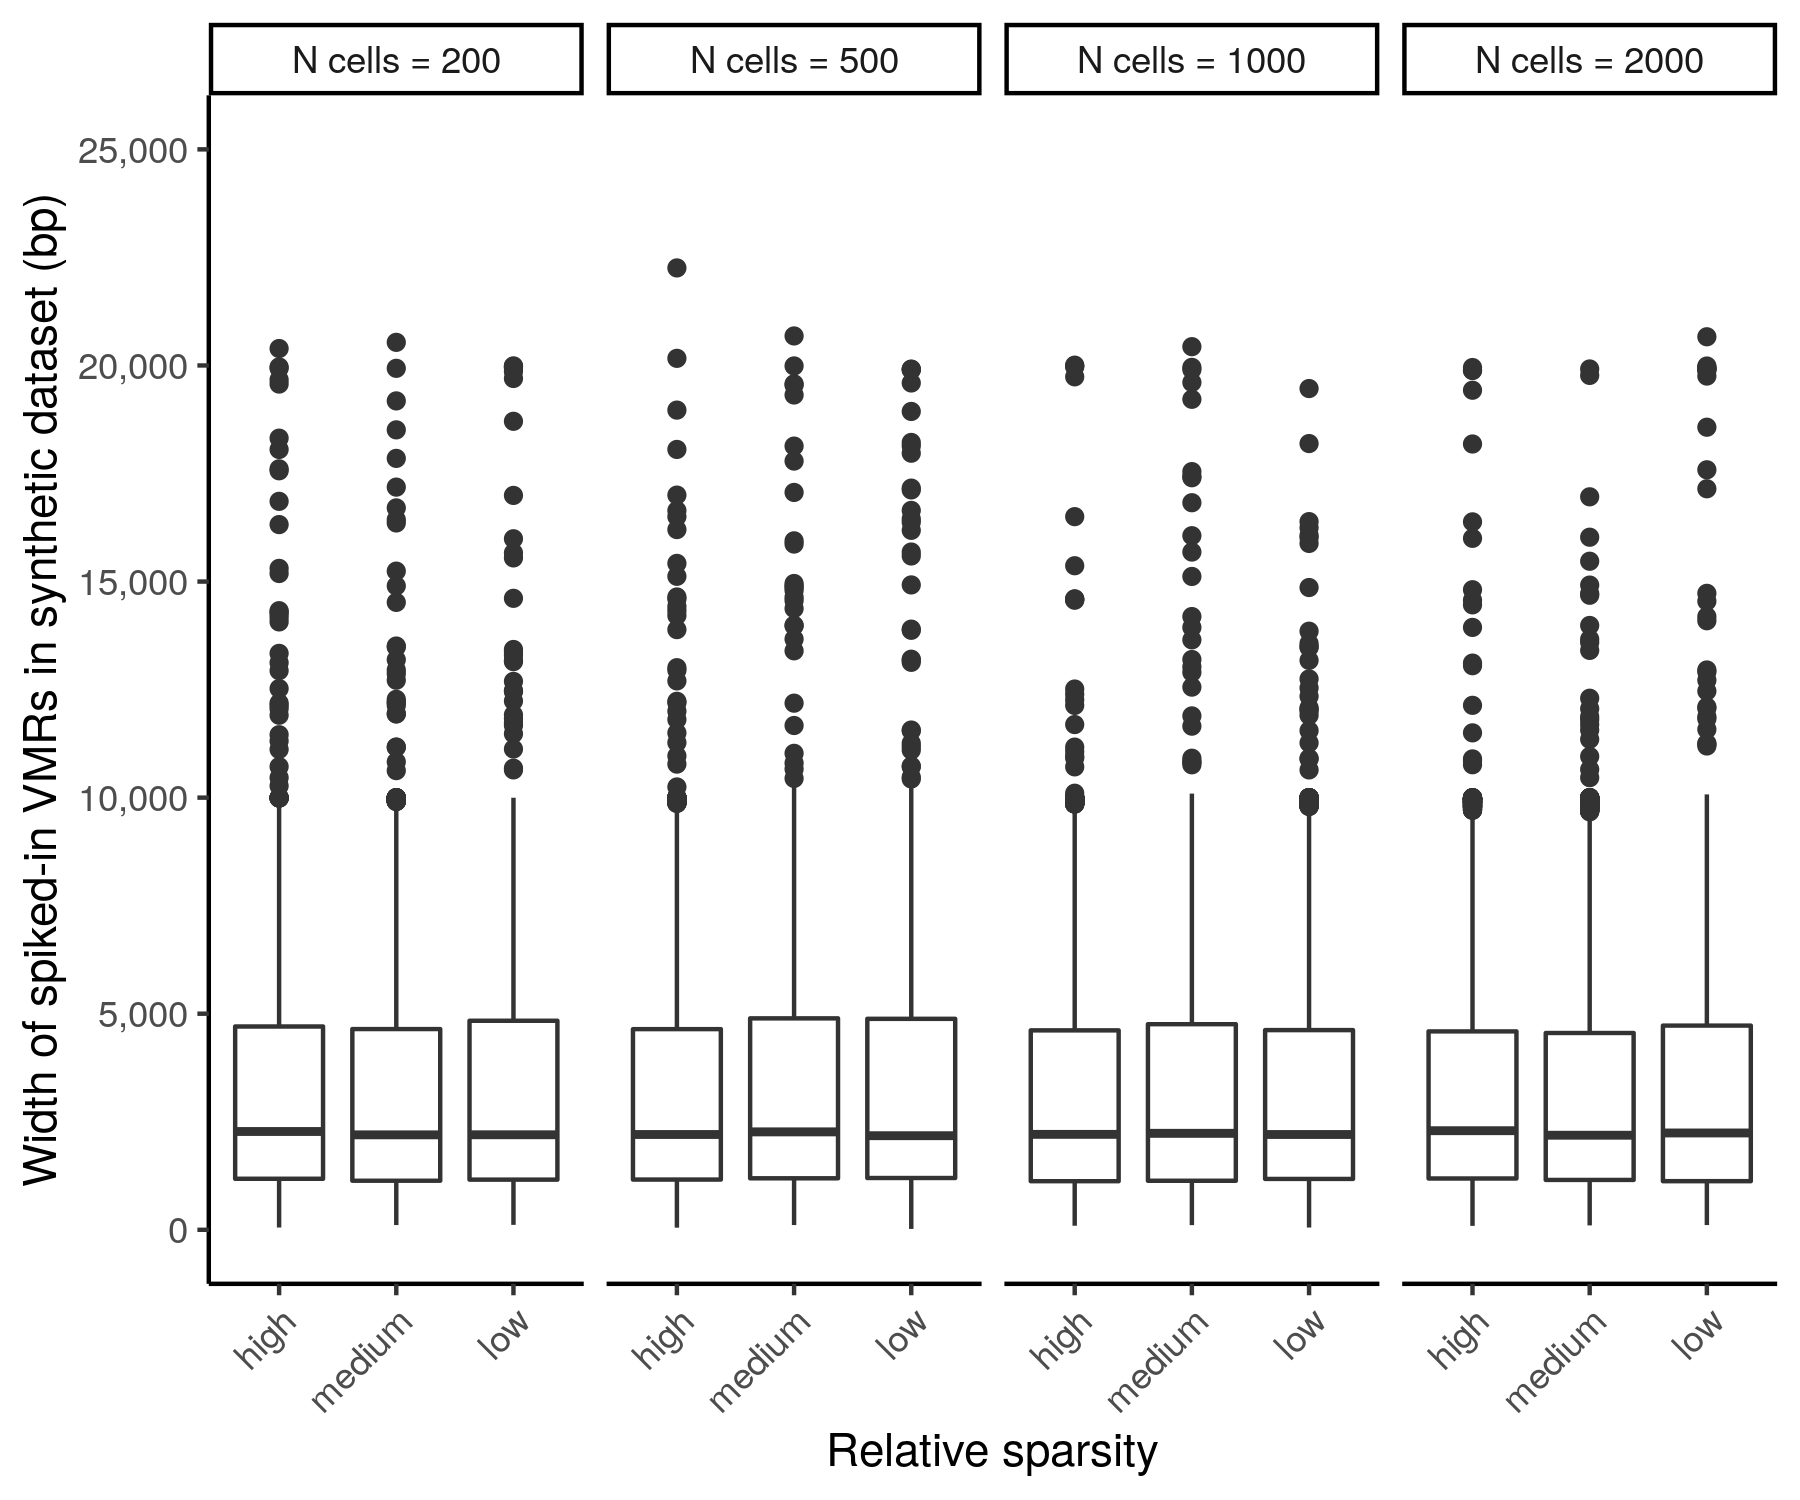 N cells = 200
N cells = 500
N cells = 1000
N cells = 2000
Width of spiked-in VMRs in synthetic dataset (bp)
25,000
20,000
15,000
10,000
5,000
0
high
medium
low
high
medium
low
high
medium
low
high
medium
low
Relative sparsity